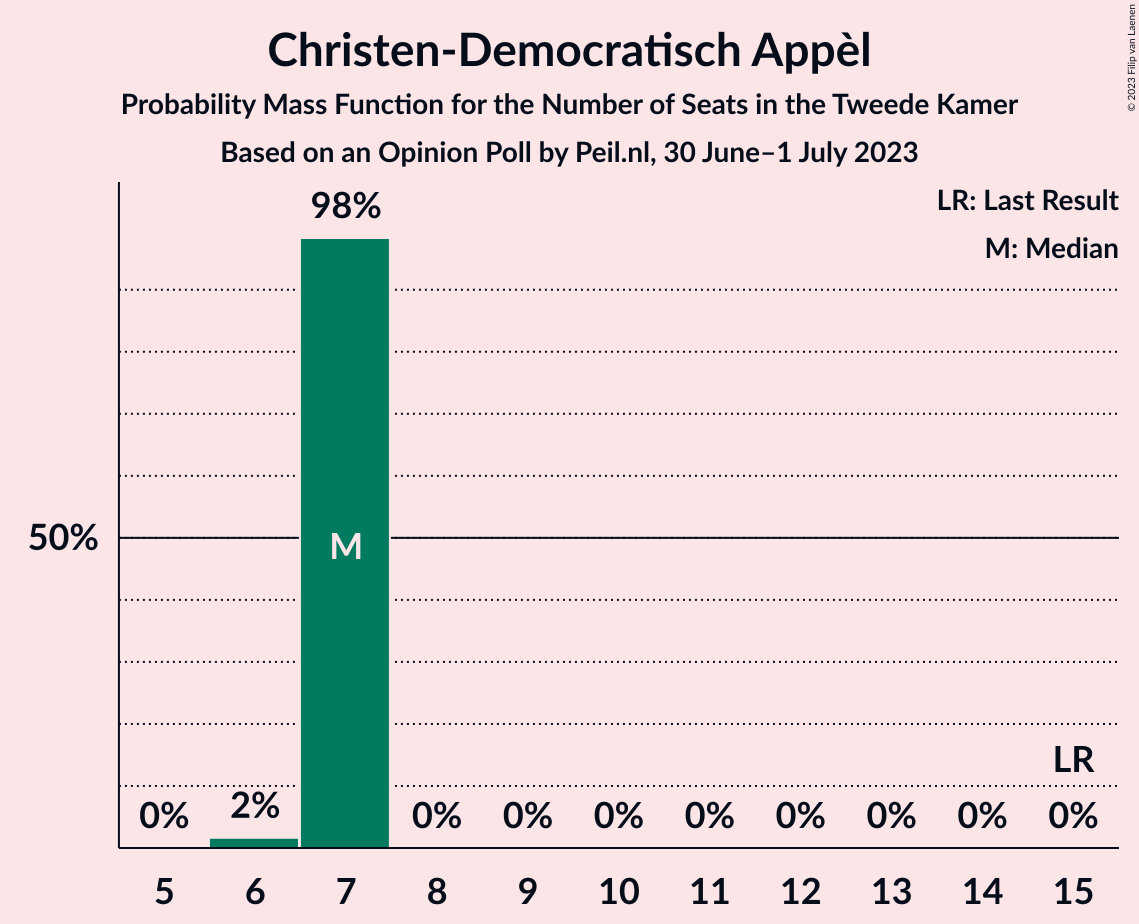 Christen-Democratisch Appèl
Probability Mass Function for the Number of Seats in the Tweede Kamer
Based on an Opinion Poll by Peil.nl, 30 June–1 July 2023
© 2023 Filip van Laenen
LR: Last Result
M: Median
98%
50%
M
LR
0% 2% 0% 0% 0% 0% 0% 0% 0% 0%
5 6 7 8 9 10 11 12 13 14 15